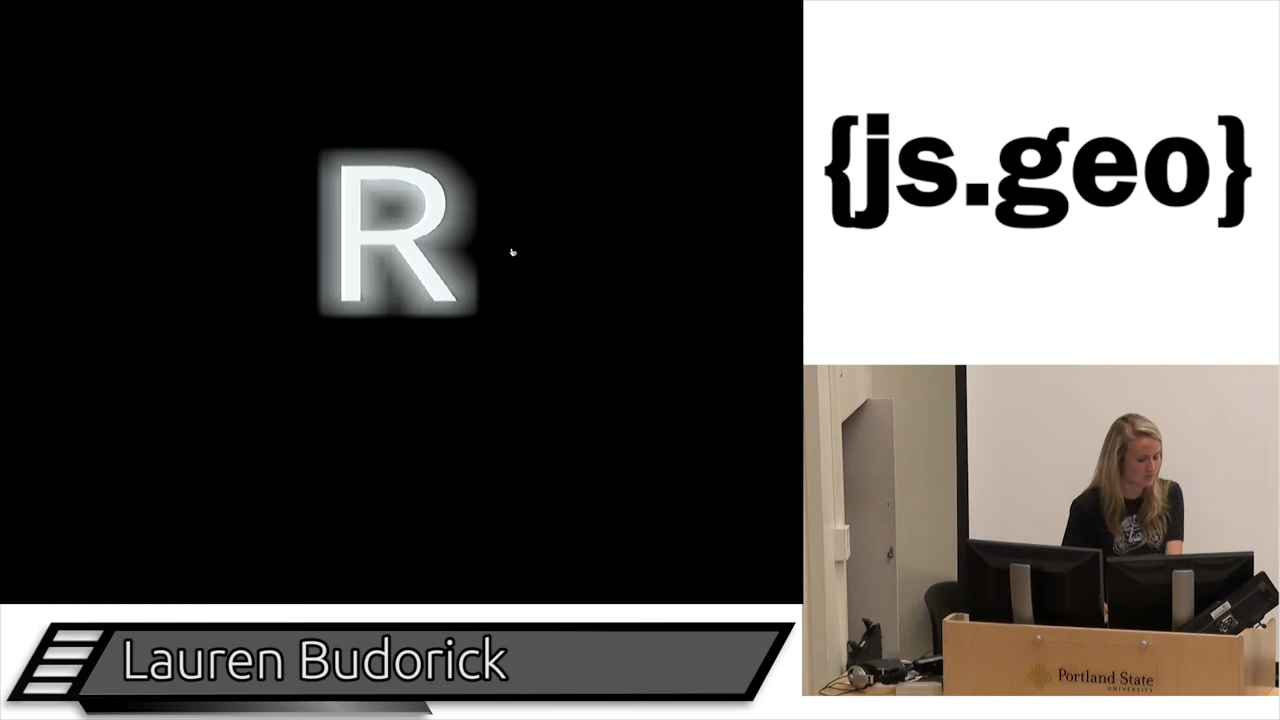 R
{js.geo}
Lauren Budorick
Portland State
UNIVERSITY